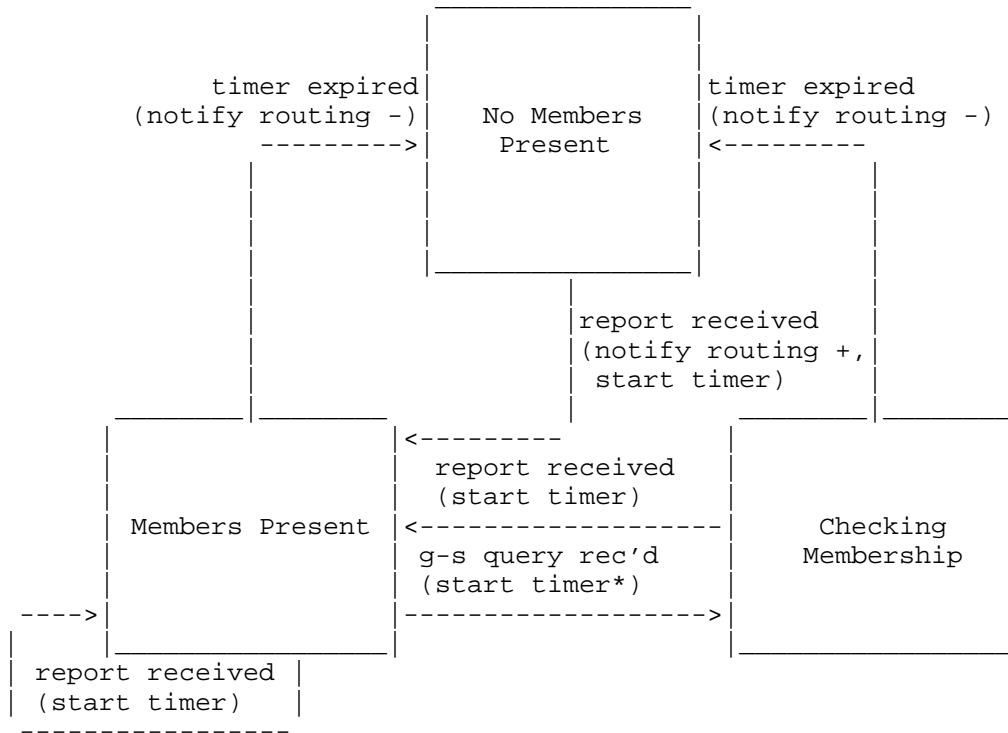 timer expired
(notify routing -)
No Members
Present
timer expired
(notify routing -)
report received
(notify routing +,
start timer)
report received
(start timer)
Members Present
Checking
Membership
g-s query rec'd
(start timer*)
report received
(start timer)